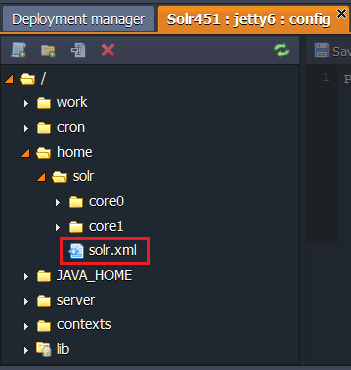 Deployment manager
Solr451 : jetty6 : config
Sav
1
/
work
cron
home
solr
core0
core1
solr.xml
JAVA_HOME
server
contexts
lib